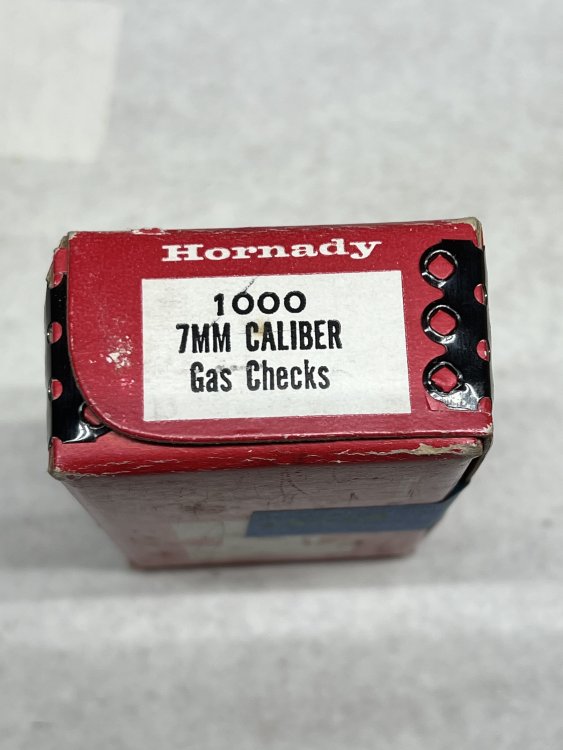 Hornady
1000
7MM CALIBER
Gas Checks